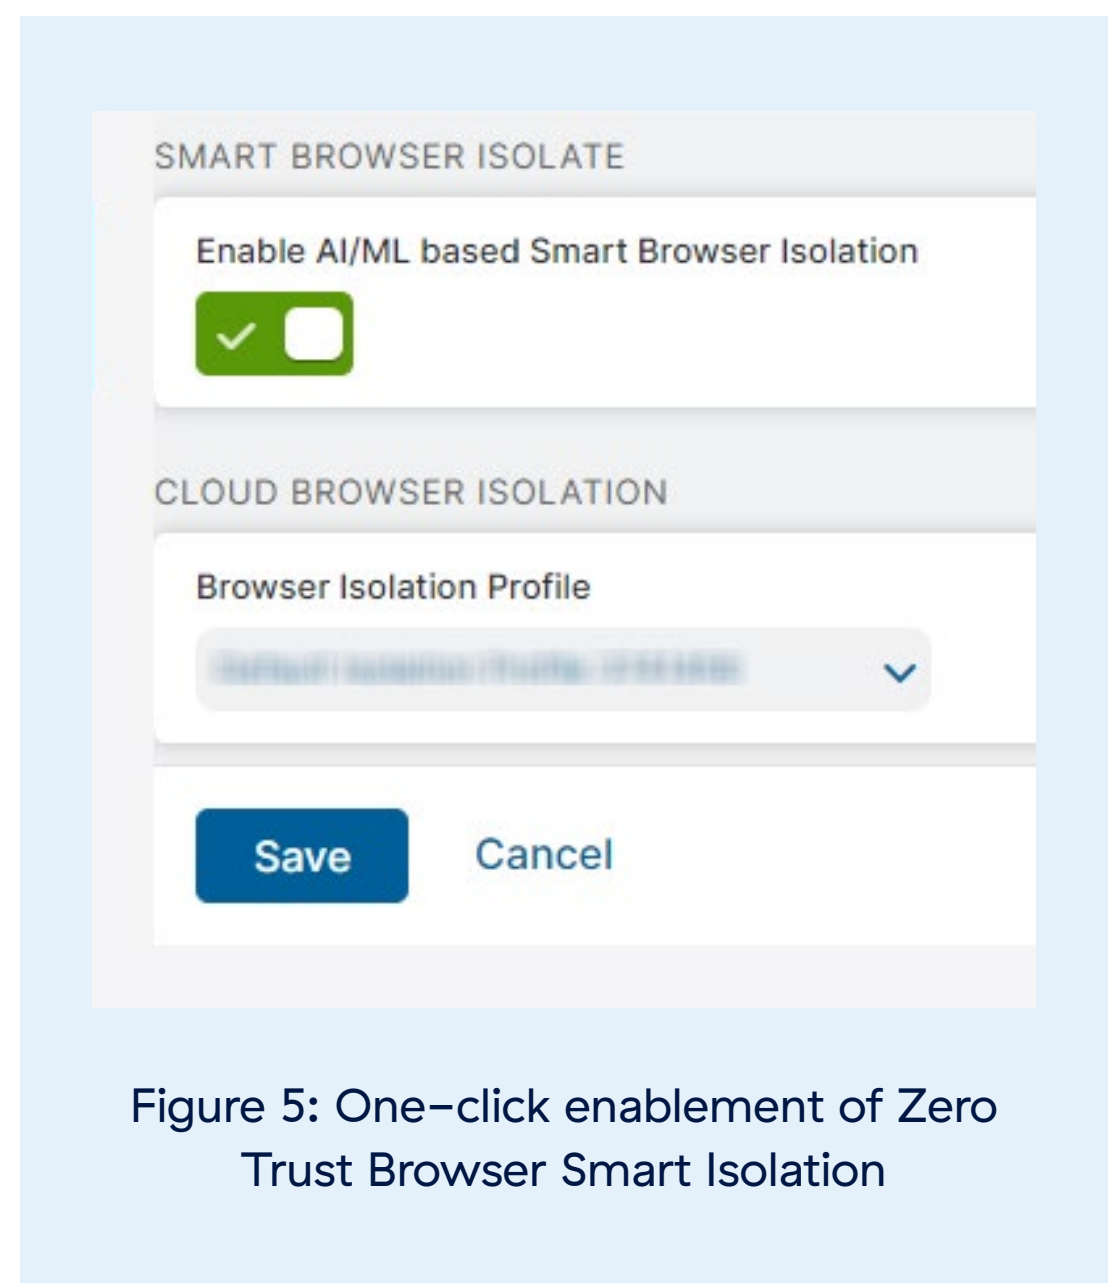 SMART BROWSER ISOLATE
Enable AI/ML based Smart Browser Isolation
CLOUD BROWSER ISOLATION
Browser Isolation Profile
Save Cancel
Figure 5: One–click enablement of Zero
Trust Browser Smart Isolation